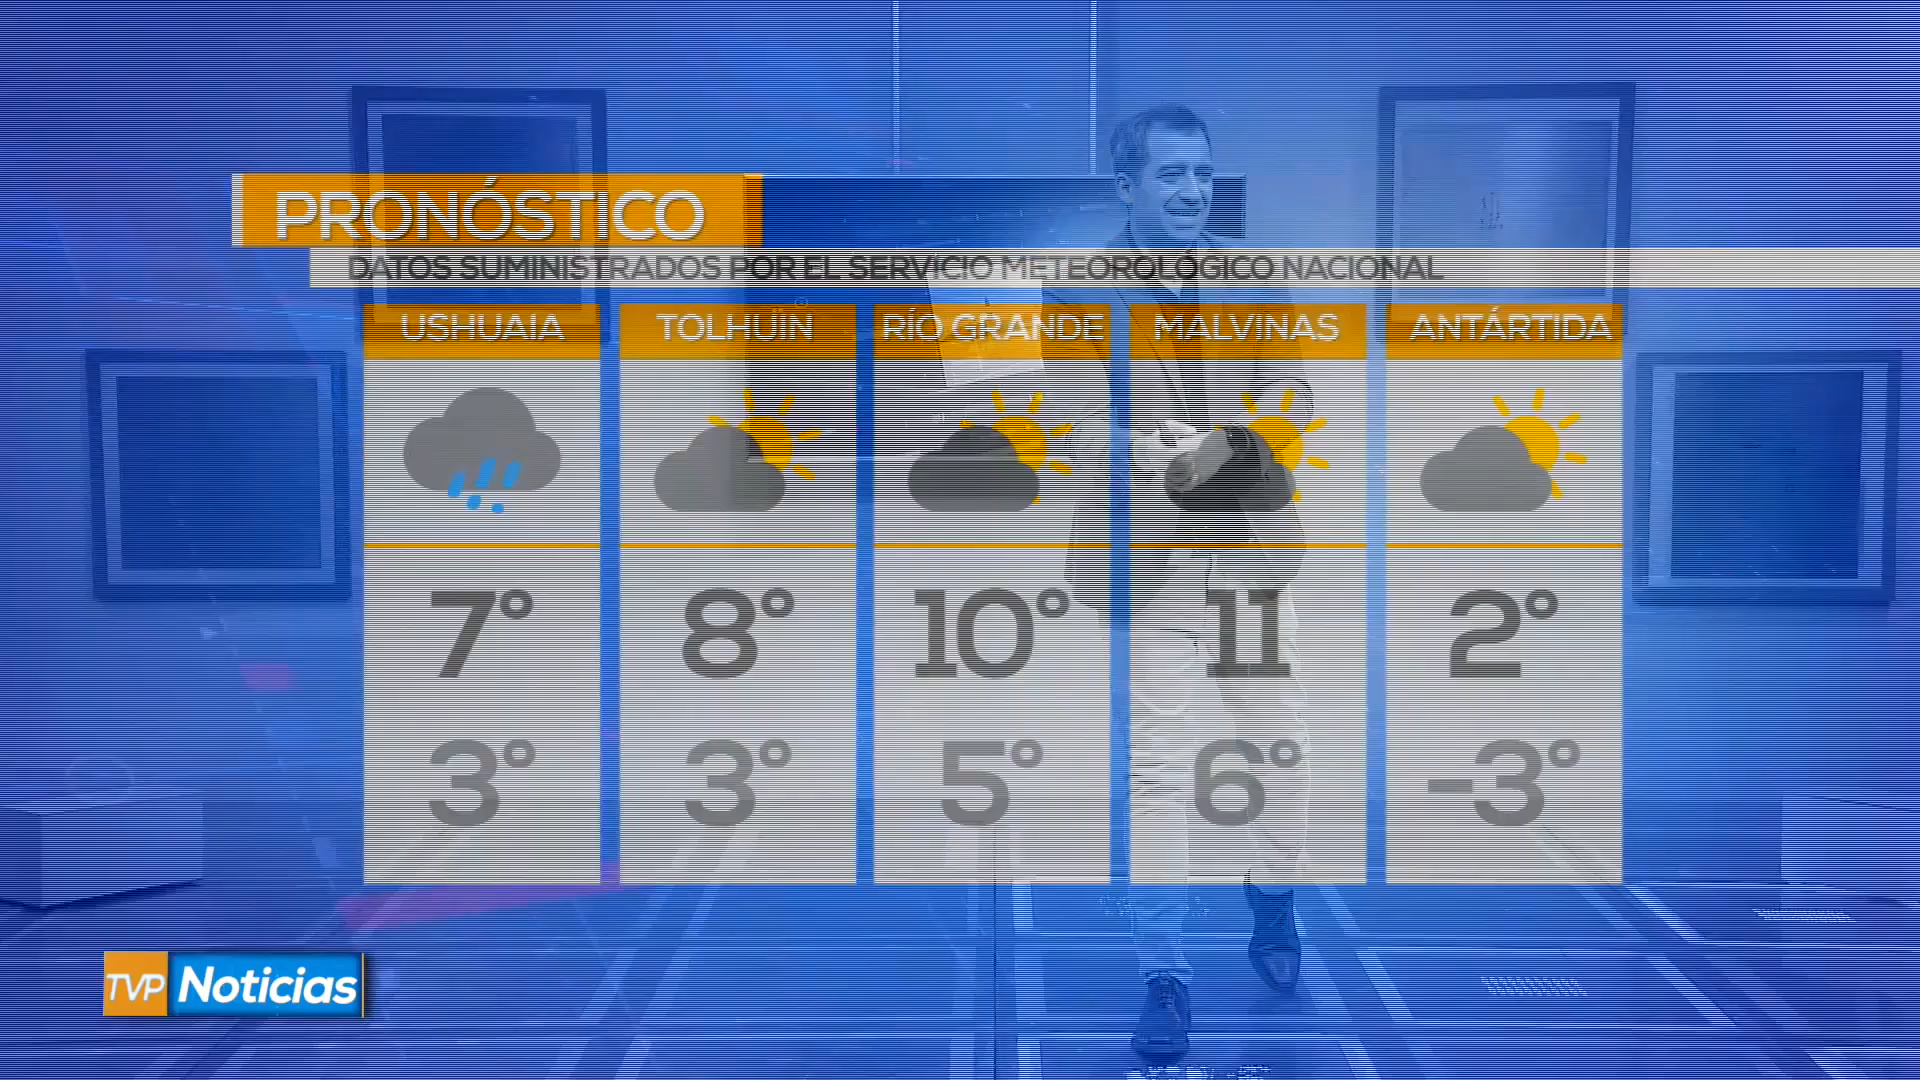 PRONÓSTICO
DATOS SUMINISTRADOS POR EL SERVICIO METEOROLÓGICO NACIONAL
USHUAIA TOLHUIN RÍO GRANDE MALVINAS ANTÁRTIDA
7° 8° 10° 11 2°
3° 3° 5° 6° -3°
TVP Noticias